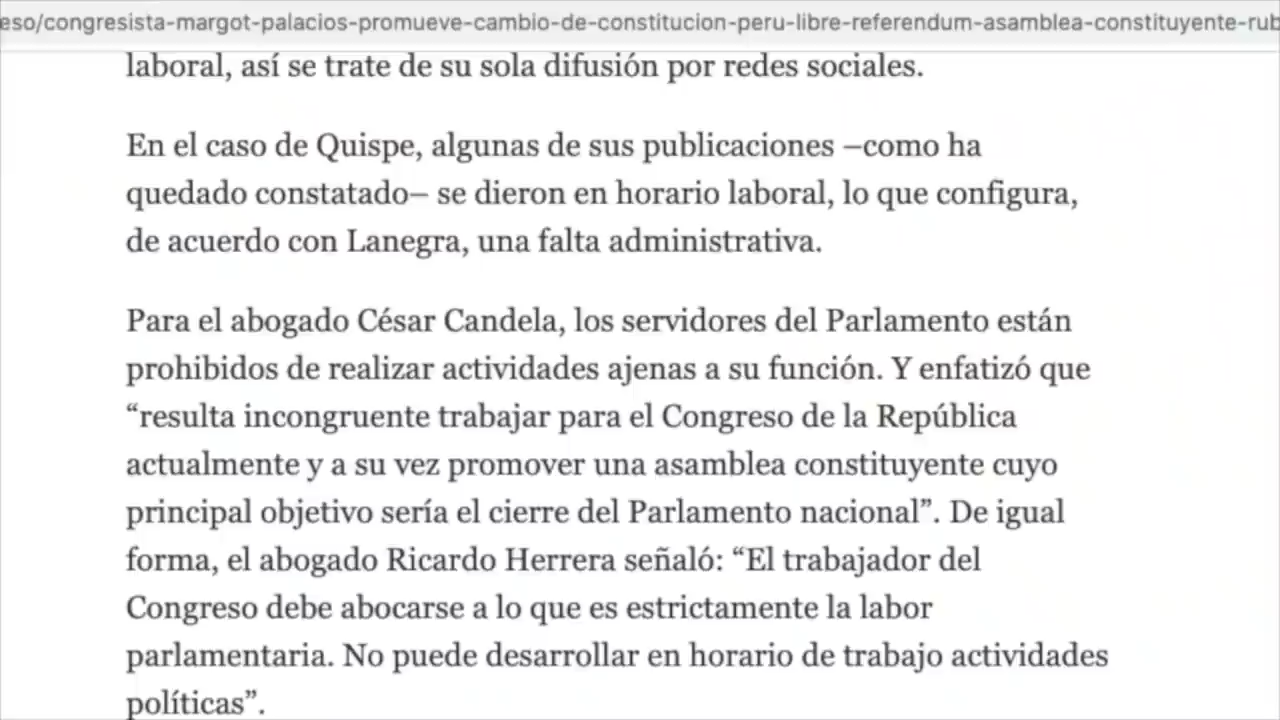 eso/congresista-margot-palacios-promueve-cambio-de-constitucion-peru-libre-referendum-asamblea-constituyente-rub
laboral, así se trate de su sola difusión por redes sociales.
En el caso de Quispe, algunas de sus publicaciones –como ha
quedado constatado– se dieron en horario laboral, lo que configura,
de acuerdo con Lanegra, una falta administrativa.
Para el abogado César Candela, los servidores del Parlamento están
prohibidos de realizar actividades ajenas a su función. Y enfatizó que
“resulta incongruente trabajar para el Congreso de la República
actualmente y a su vez promover una asamblea constituyente cuyo
principal objetivo sería el cierre del Parlamento nacional”. De igual
forma, el abogado Ricardo Herrera señaló: “El trabajador del
Congreso debe abocarse a lo que es estrictamente la labor
parlamentaria. No puede desarrollar en horario de trabajo actividades
políticas”.